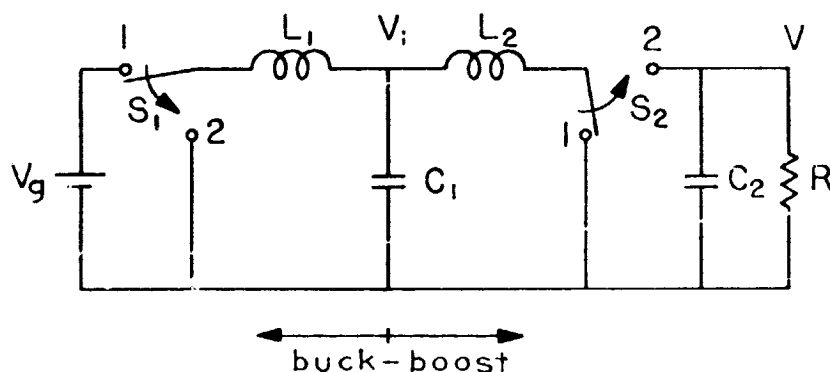 1 L₁ Vᵢ L₂ 2 V
S₁ 2 1 S₂
Vg C₁ C₂ R
buck-boost